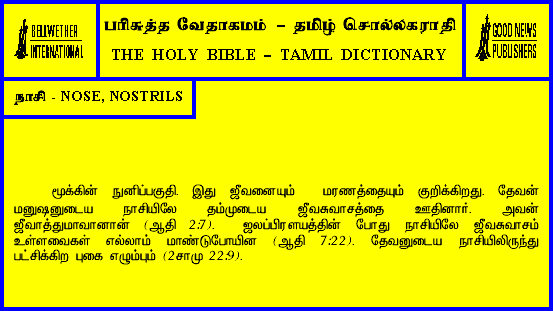 BELLWETHER
INTERNATIONAL
பரிசுத்த வேதாகமம் – தமிழ் சொல்லகராதி
THE HOLY BIBLE – TAMIL DICTIONARY
GOOD NEWS
PUBLISHERS
நாசி - NOSE, NOSTRILS
மூக்கின் நுனிப்பகுதி. இது ஜீவனையும் மரணத்தையும் குறிக்கிறது. தேவன்
மனுஷனுடைய நாசியிலே தம்முடைய ஜீவசுவாசத்தை ஊதினார். அவன்
ஜீவாத்துமாவானான் (ஆதி 2:7). ஜலப்பிரளயத்தின் போது நாசியிலே ஜீவசுவாசம்
உள்ளவைகள் எல்லாம் மாண்டுபோயின (ஆதி 7:22). தேவனுடைய நாசியிலிருந்து
பட்சிக்கிற புகை எழும்பும் (2சாமு 22:9).